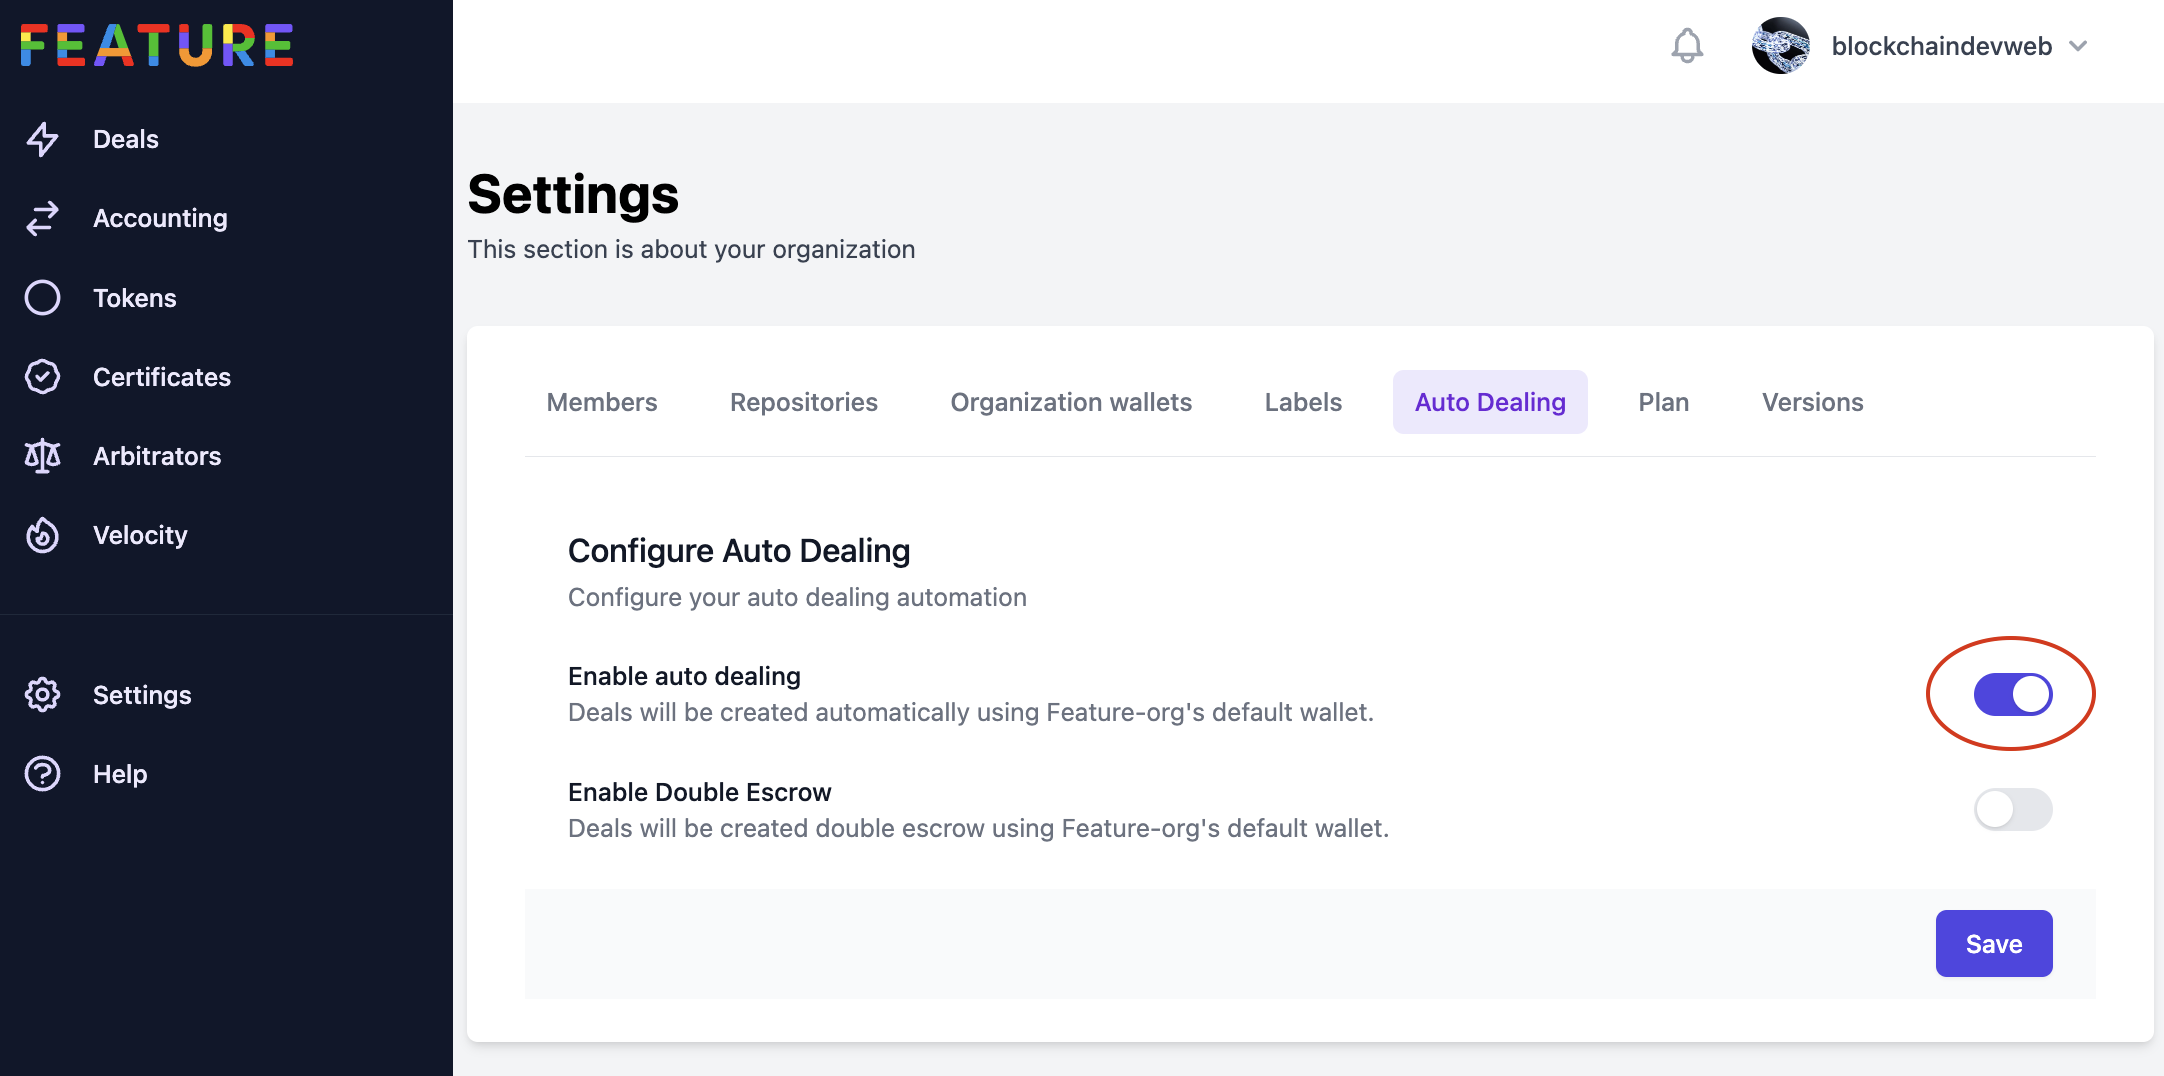 FEATURE
blockchaindevweb
Deals
Accounting
Tokens
Certificates
Arbitrators
Velocity
Settings
Help
Settings
This section is about your organization
Members Repositories Organization wallets Labels Auto Dealing Plan Versions
Configure Auto Dealing
Configure your auto dealing automation
Enable auto dealing
Deals will be created automatically using Feature-org's default wallet.
Enable Double Escrow
Deals will be created double escrow using Feature-org's default wallet.
Save